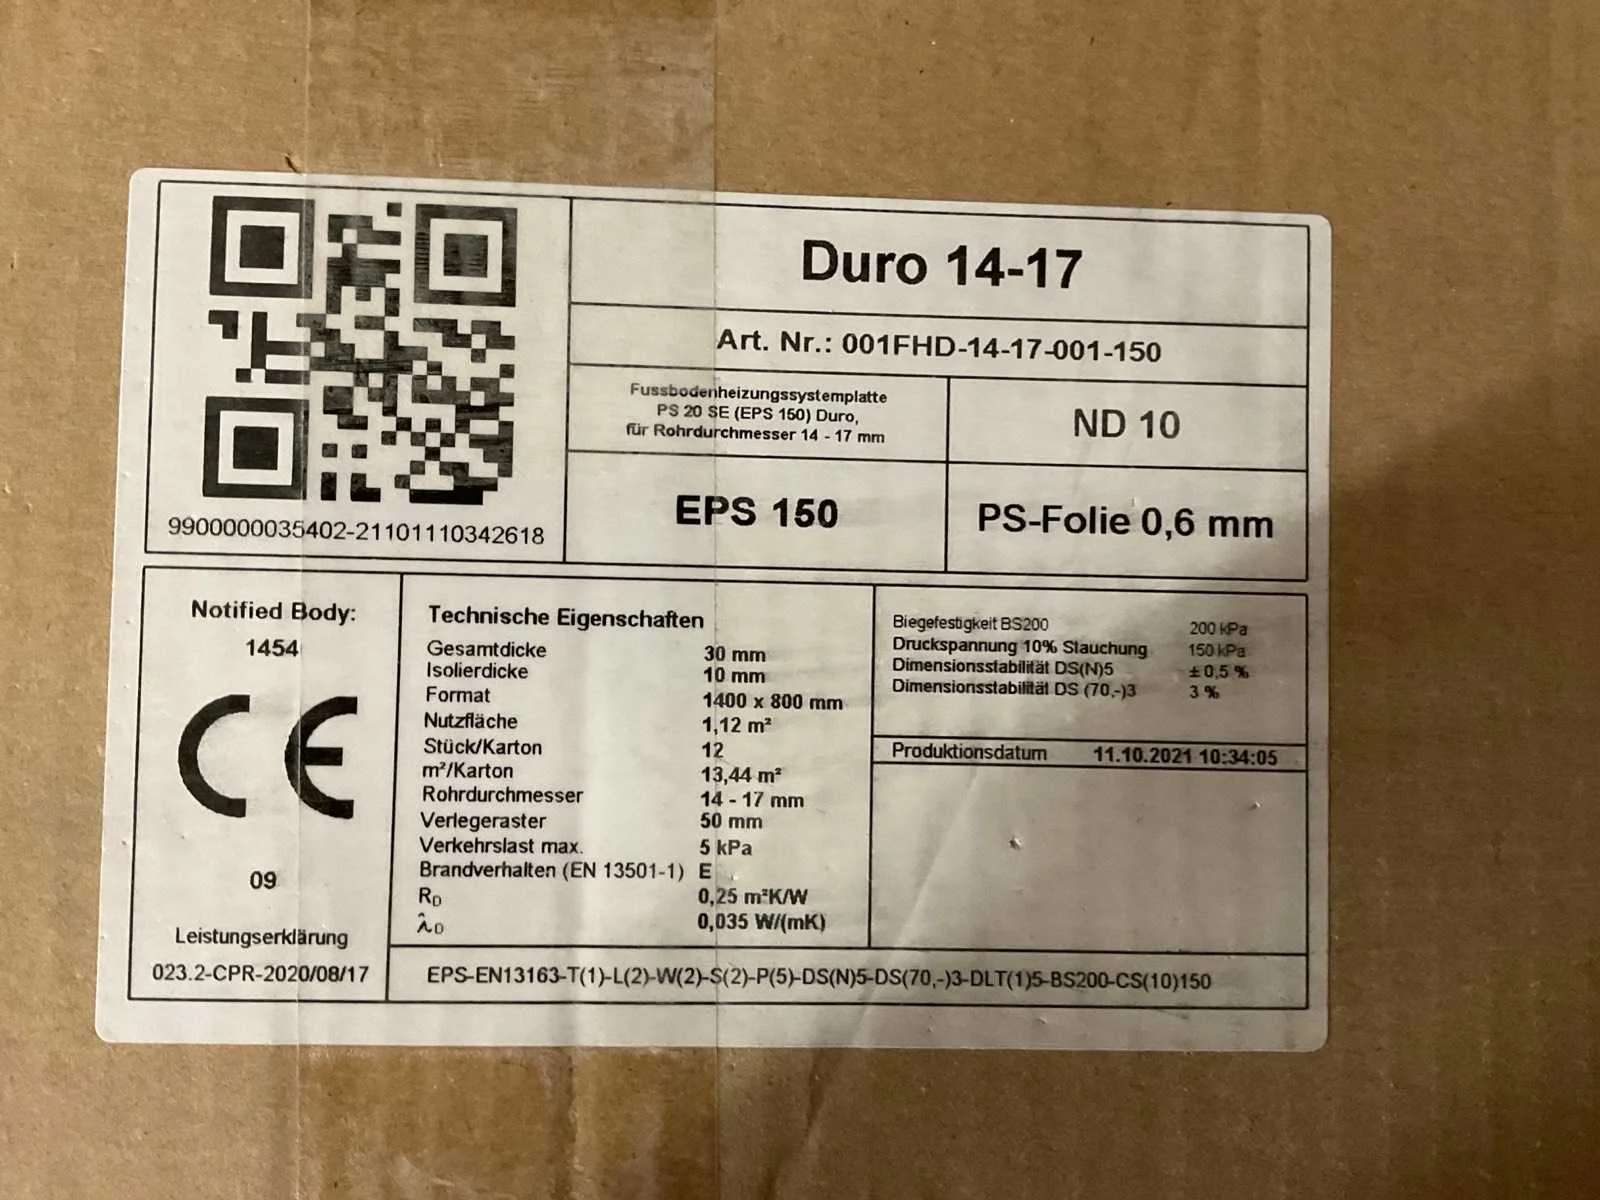 Duro 14-17
Art. Nr.: 001FHD-14-17-001-150
Fussbodenheizungssystemplatte
PS 20 SE (EPS 150) Duro,
für Rohrdurchmesser 14 - 17 mm
ND 10
EPS 150
PS-Folie 0,6 mm
9900000035402-21101110342618
Notified Body:
1454
CE
09
Leistungserklärung
023.2-CPR-2020/08/17
Technische Eigenschaften
Gesamtdicke 30 mm
Isolierdicke 10 mm
Format 1400 x 800 mm
Nutzfläche 1,12 m²
Stück/Karton 12
m²/Karton 13,44 m²
Rohrdurchmesser 14 - 17 mm
Verlegeraster 50 mm
Verkehrslast max. 5 kPa
Brandverhalten (EN 13501-1) E
RD 0,25 m²K/W
λD 0,035 W/(mK)
Biegefestigkeit BS200 200 kPa
Druckspannung 10% Stauchung 150 kPa
Dimensionsstabilität DS(N)5 ± 0,5 %
Dimensionsstabilität DS (70,-)3 3 %
Produktionsdatum 11.10.2021 10:34:05
EPS-EN13163-T(1)-L(2)-W(2)-S(2)-P(5)-DS(N)5-DS(70,-)3-DLT(1)5-BS200-CS(10)150